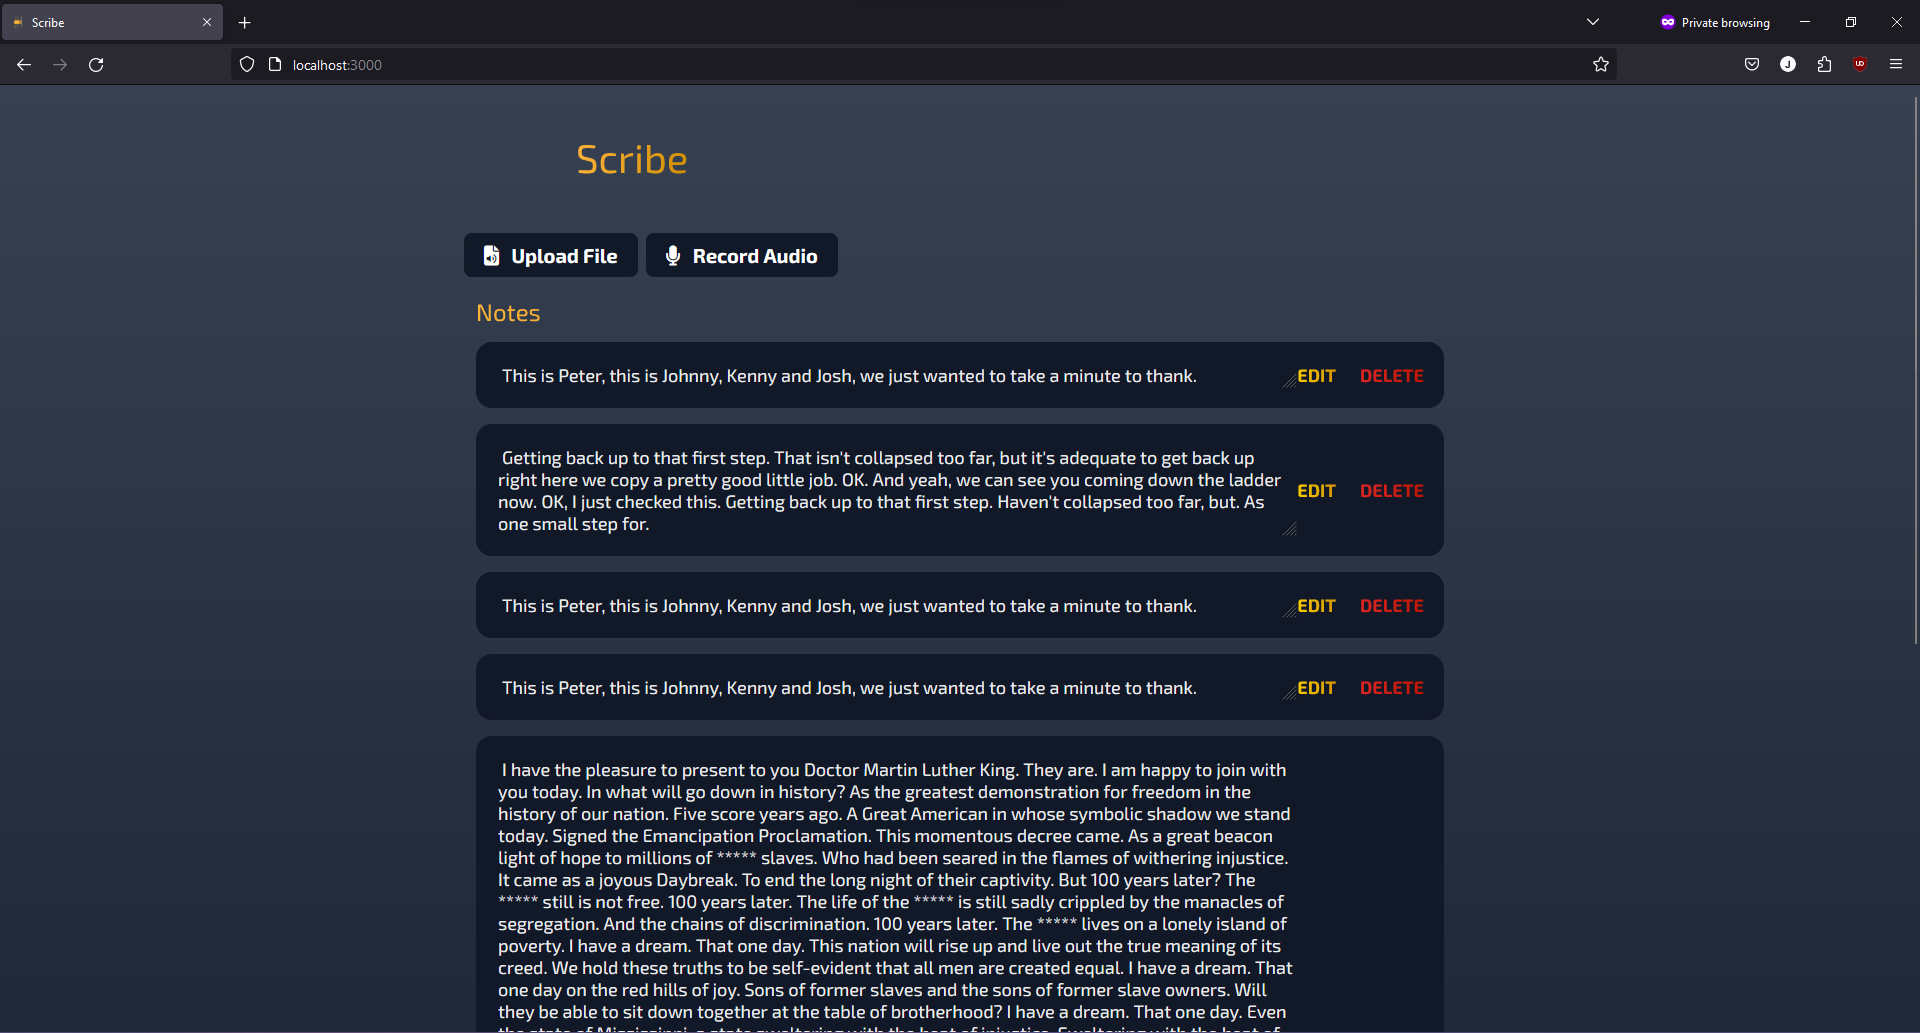 Scribe
Private browsing
localhost:3000
Scribe
Upload File
Record Audio
Notes
This is Peter, this is Johnny, Kenny and Josh, we just wanted to take a minute to thank.
EDIT DELETE
Getting back up to that first step. That isn't collapsed too far, but it's adequate to get back up
right here we copy a pretty good little job. OK. And yeah, we can see you coming down the ladder
now. OK, I just checked this. Getting back up to that first step. Haven't collapsed too far, but. As
one small step for.
EDIT DELETE
This is Peter, this is Johnny, Kenny and Josh, we just wanted to take a minute to thank.
EDIT DELETE
This is Peter, this is Johnny, Kenny and Josh, we just wanted to take a minute to thank.
EDIT DELETE
I have the pleasure to present to you Doctor Martin Luther King. They are. I am happy to join with
you today. In what will go down in history? As the greatest demonstration for freedom in the
history of our nation. Five score years ago. A Great American in whose symbolic shadow we stand
today. Signed the Emancipation Proclamation. This momentous decree came. As a great beacon
light of hope to millions of ***** slaves. Who had been seared in the flames of withering injustice.
It came as a joyous Daybreak. To end the long night of their captivity. But 100 years later? The
***** still is not free. 100 years later. The life of the ***** is still sadly crippled by the manacles of
segregation. And the chains of discrimination. 100 years later. The ***** lives on a lonely island of
poverty. I have a dream. That one day. This nation will rise up and live out the true meaning of its
creed. We hold these truths to be self-evident that all men are created equal. I have a dream. That
one day on the red hills of joy. Sons of former slaves and the sons of former slave owners. Will
they be able to sit down together at the table of brotherhood? I have a dream. That one day. Even
the state of Mississippi, a state sweltering with the heat of injustice. Sweltering with the heat of